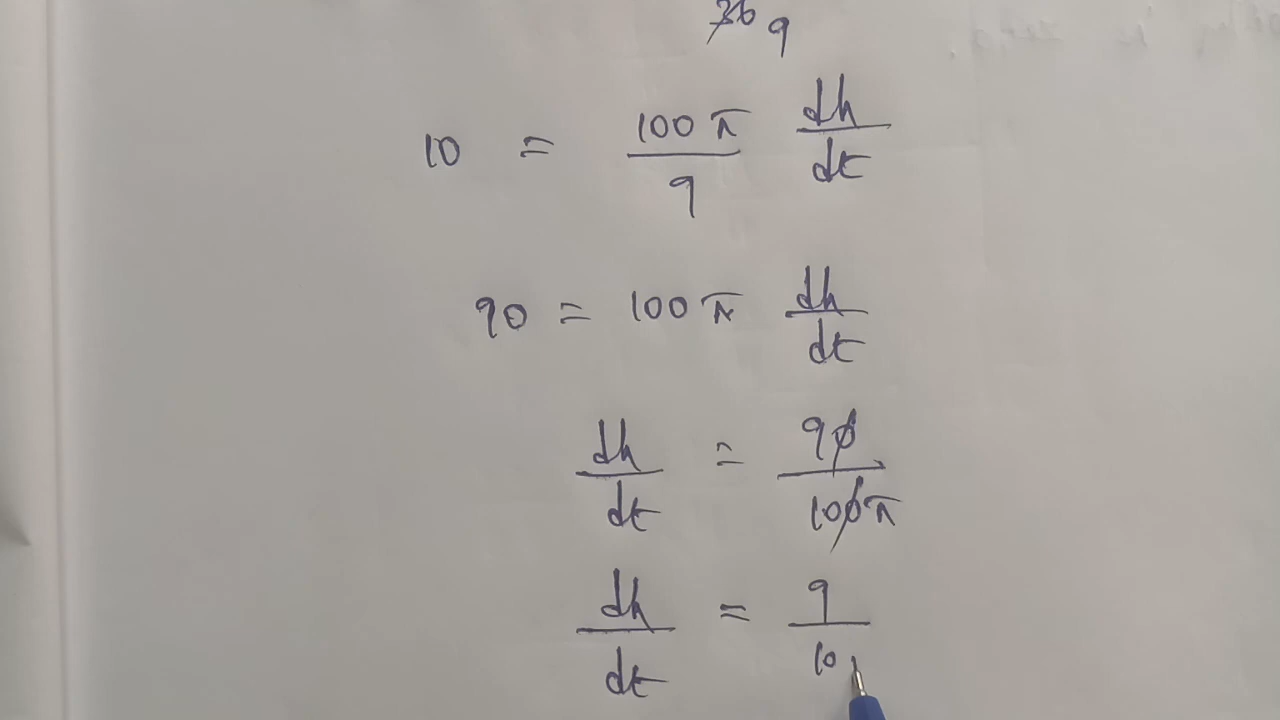 36 9
10 = 100π/9 dh/dt
90 = 100π dh/dt
dh/dt = 90/100π
dh/dt = 9/10